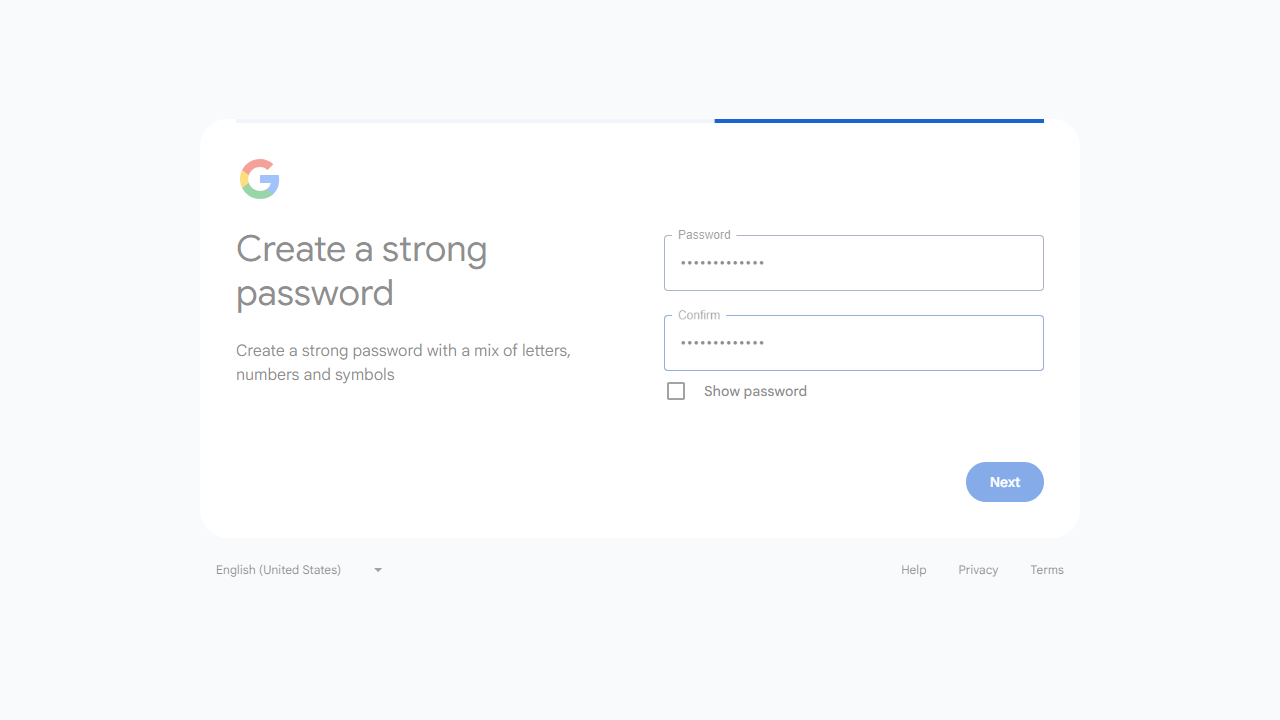 Create a strong
password
Create a strong password with a mix of letters,
numbers and symbols
Password
•••••••••••••
Confirm
•••••••••••••
Show password
Next
English (United States)
Help
Privacy
Terms